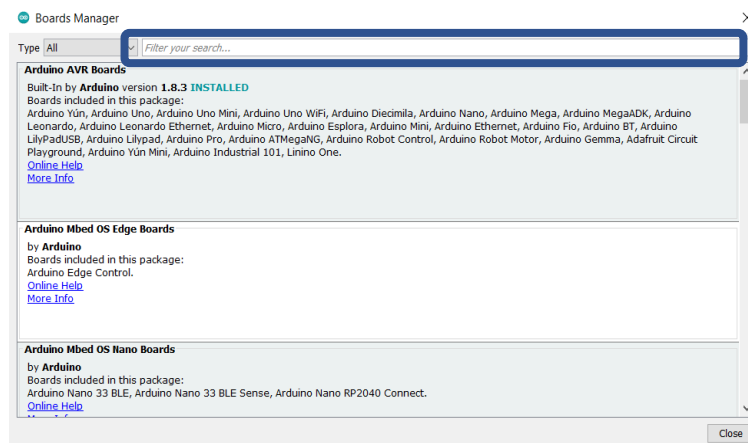 Boards Manager
Type All Filter your search...
Arduino AVR Boards
Built-In by Arduino version 1.8.3 INSTALLED
Boards included in this package:
Arduino Yún, Arduino Uno, Arduino Uno Mini, Arduino Uno WiFi, Arduino Diecimila, Arduino Nano, Arduino Mega, Arduino MegaADK, Arduino
Leonardo, Arduino Leonardo Ethernet, Arduino Micro, Arduino Esplora, Arduino Mini, Arduino Ethernet, Arduino Fio, Arduino BT, Arduino
LilyPadUSB, Arduino Lilypad, Arduino Pro, Arduino ATMegaNG, Arduino Robot Control, Arduino Robot Motor, Arduino Gemma, Adafruit Circuit
Playground, Arduino Yún Mini, Arduino Industrial 101, Linino One.
Online Help
More Info
Arduino Mbed OS Edge Boards
by Arduino
Boards included in this package:
Arduino Edge Control.
Online Help
More Info
Arduino Mbed OS Nano Boards
by Arduino
Boards included in this package:
Arduino Nano 33 BLE, Arduino Nano 33 BLE Sense, Arduino Nano RP2040 Connect.
Online Help
Close